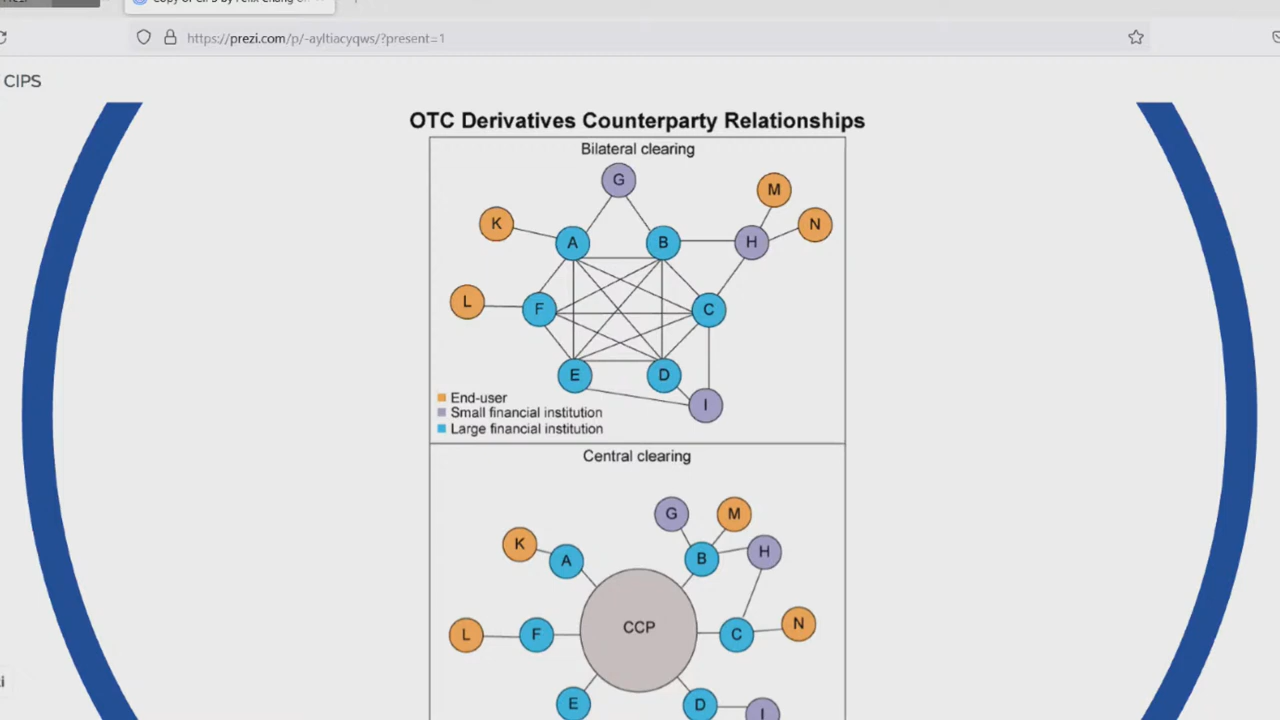 https://prezi.com/p/-ayltiacyqws/?present=1
CIPS
OTC Derivatives Counterparty Relationships
Bilateral clearing
G
M
K
N
A
B
H
L
F
C
E
D
I
End-user
Small financial institution
Large financial institution
Central clearing
G
M
K
H
A
B
CCP
N
L
F
C
E
D
I